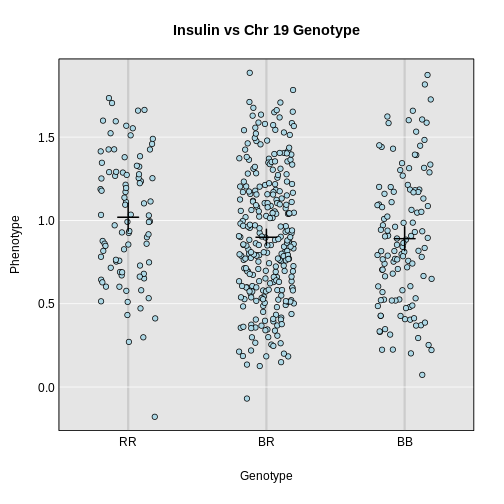 Insulin vs Chr 19 Genotype
Phenotype
1.5
1.0
0.5
0.0
RR BR BB
Genotype